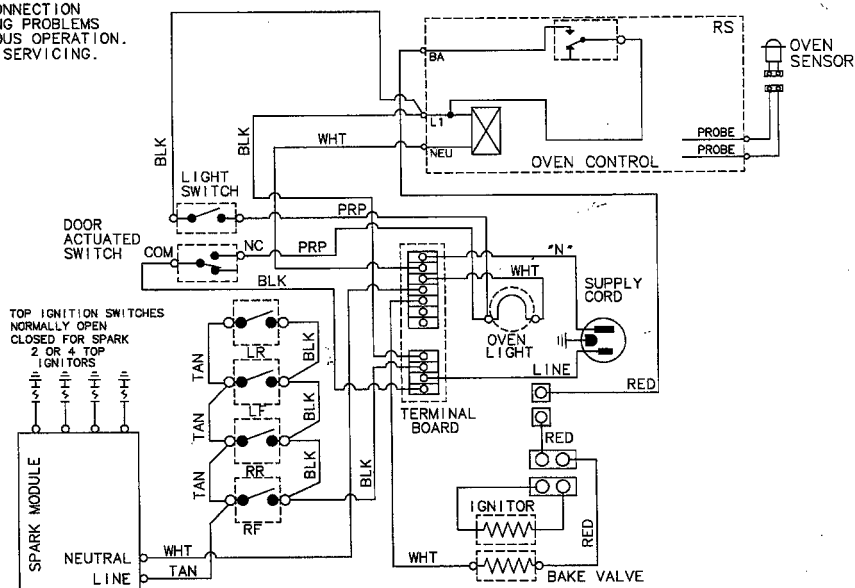 ONNECTION
NG PROBLEMS
OUS OPERATION.
SERVICING.
BLK
BLK
WHT
BA
L1
NEU
RS
OVEN CONTROL
PROBE
PROBE
OVEN
SENSOR
LIGHT
SWITCH
DOOR
ACTUATED
SWITCH
COM
NC
PRP
PRP
BLK
"N"
WHT
SUPPLY
CORD
OVEN
LIGHT
LINE
RED
TERMINAL
BOARD
TOP IGNITION SWITCHES
NORMALLY OPEN
CLOSED FOR SPARK
2 OR 4 TOP
IGNITORS
TAN
LR
BLK
LF
TAN
BLK
RR
TAN
BLK
RF
BLK
RED
IGNITOR
RED
SPARK MODULE
NEUTRAL
WHT
LINE
TAN
WHT
BAKE VALVE